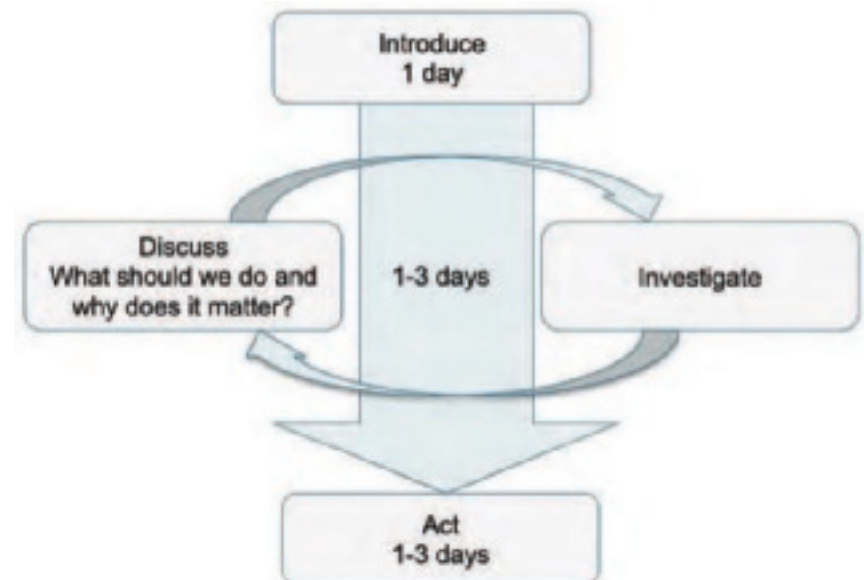 Introduce
1 day
Discuss
What should we do and
why does it matter?
1-3 days
Investigate
Act
1-3 days